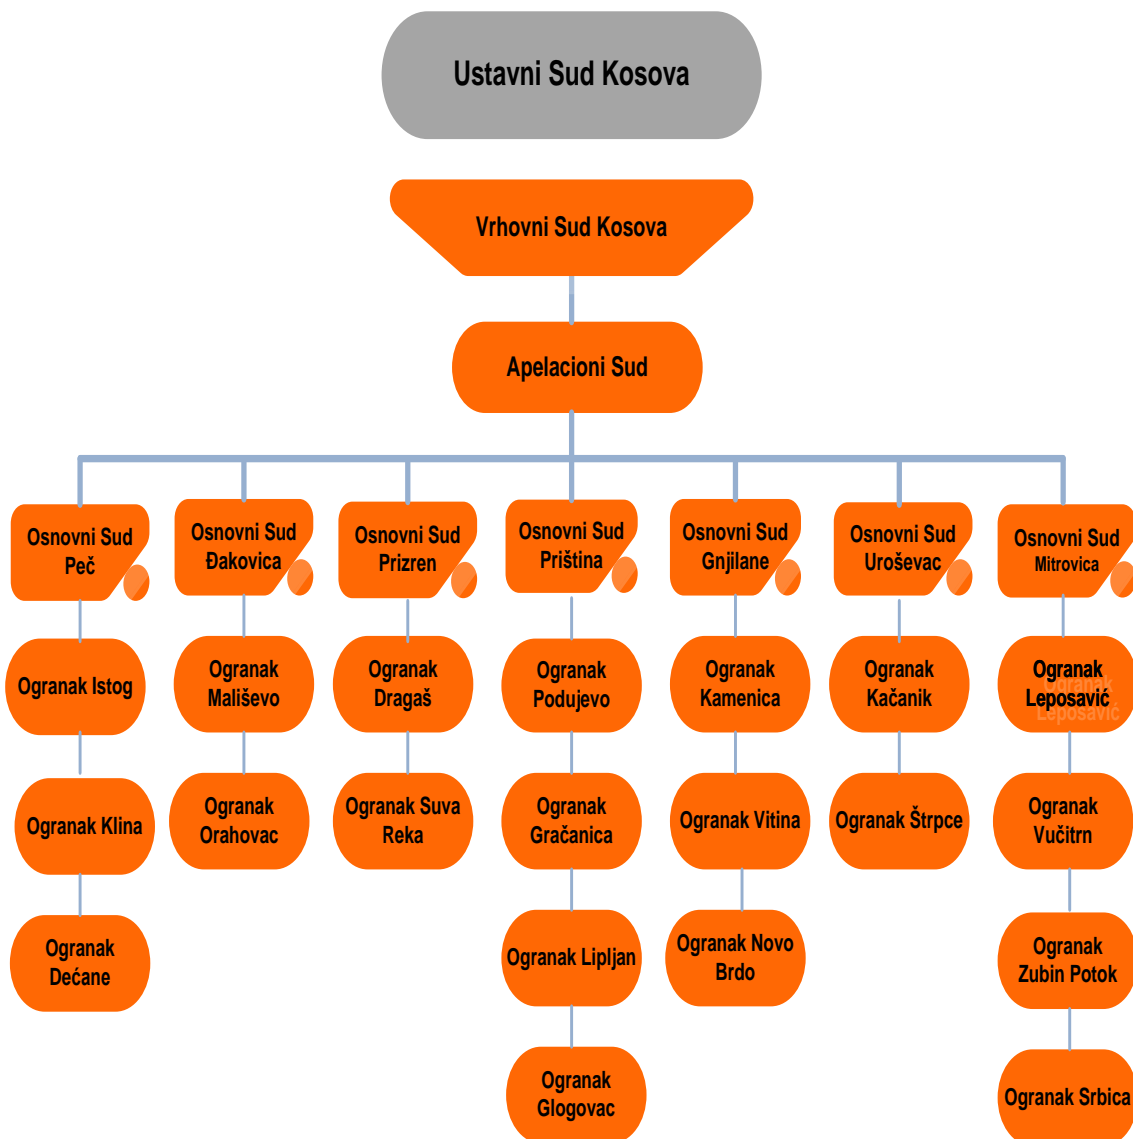 Ustavni Sud Kosova
Vrhovni Sud Kosova
Apelacioni Sud
Osnovni Sud
Peč
Osnovni Sud
Đakovica
Osnovni Sud
Prizren
Osnovni Sud
Priština
Osnovni Sud
Gnjilane
Osnovni Sud
Uroševac
Osnovni Sud
Mitrovica
Ogranak Istog
Ogranak
Mališevo
Ogranak
Dragaš
Ogranak
Podujevo
Ogranak
Kamenica
Ogranak
Kačanik
Ogranak
Leposavić
Ogranak
Leposavić
Ogranak Klina
Ogranak
Orahovac
Ogranak Suva
Reka
Ogranak
Gračanica
Ogranak Vitina
Ogranak Štrpce
Ogranak
Vučitrn
Ogranak
Dećane
Ogranak Lipljan
Ogranak Novo
Brdo
Ogranak
Zubin Potok
Ogranak
Glogovac
Ogranak Srbica